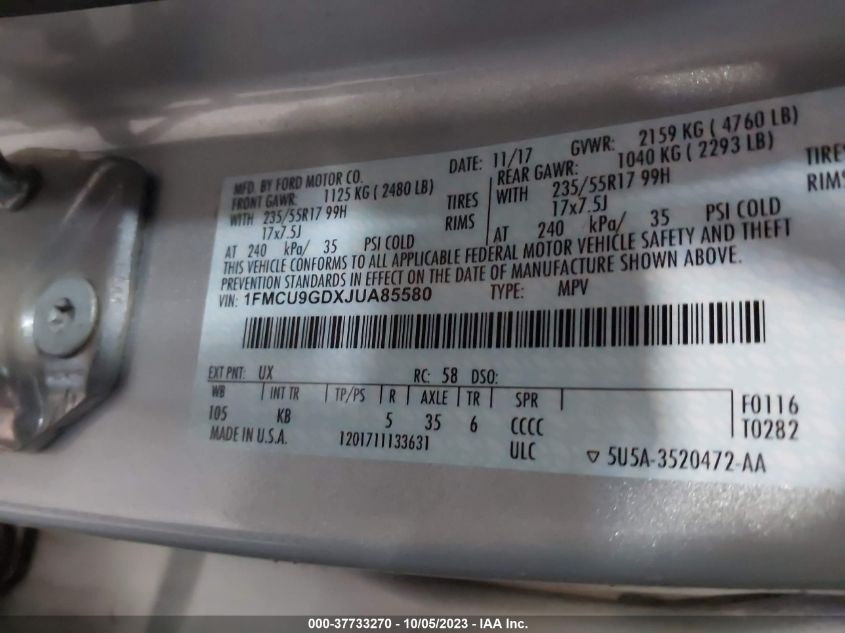 MFD. BY FORD MOTOR CO. DATE: 11/17 GVWR: 2159 KG ( 4760 LB)
FRONT GAWR: 1125 KG ( 2480 LB) REAR GAWR: 1040 KG ( 2293 LB)
WITH 235/55R17 99H TIRES WITH 235/55R17 99H TIRE
17x7.5J RIMS 17x7.5J RIMS
AT 240 kPa/ 35 PSI COLD AT 240 kPa/ 35 PSI COLD
THIS VEHICLE CONFORMS TO ALL APPLICABLE FEDERAL MOTOR VEHICLE SAFETY AND THEFT
PREVENTION STANDARDS IN EFFECT ON THE DATE OF MANUFACTURE SHOWN ABOVE.
VIN: 1FMCU9GDXJUA85580 TYPE: MPV
EXT PNT: UX RC: 58 DSO:
WB INT TR TP/PS R AXLE TR SPR
105 KB 5 35 6 CCCC
F0116
T0282
MADE IN U.S.A. 1201711133631 ULC
▽ 5U5A-3520472-AA
000-37733270 - 10/05/2023 - IAA Inc.